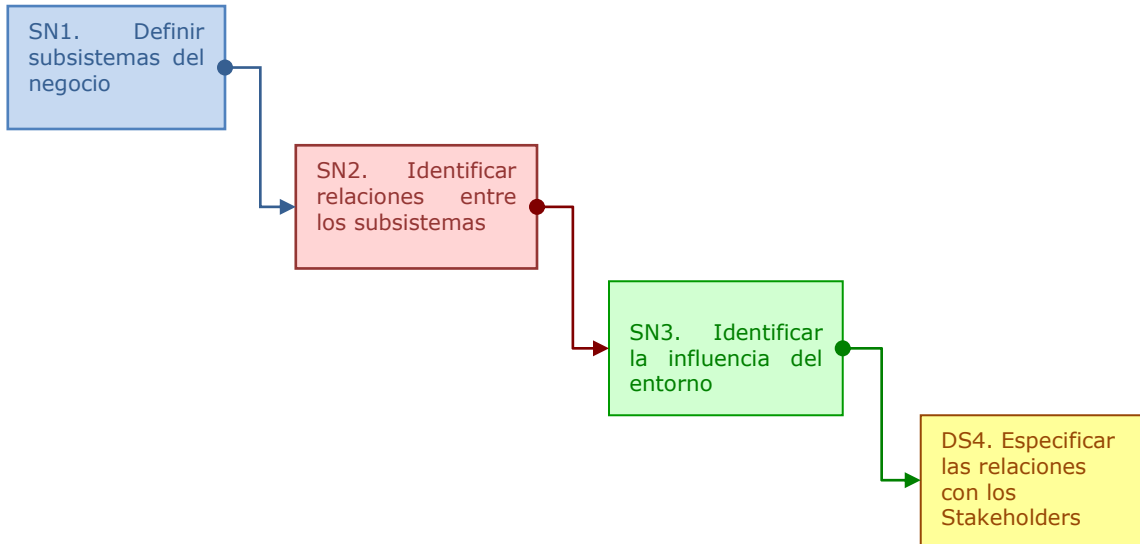 SN1. Definir
subsistemas del
negocio
SN2. Identificar
relaciones entre
los subsistemas
SN3. Identificar
la influencia del
entorno
DS4. Especificar
las relaciones
con los
Stakeholders